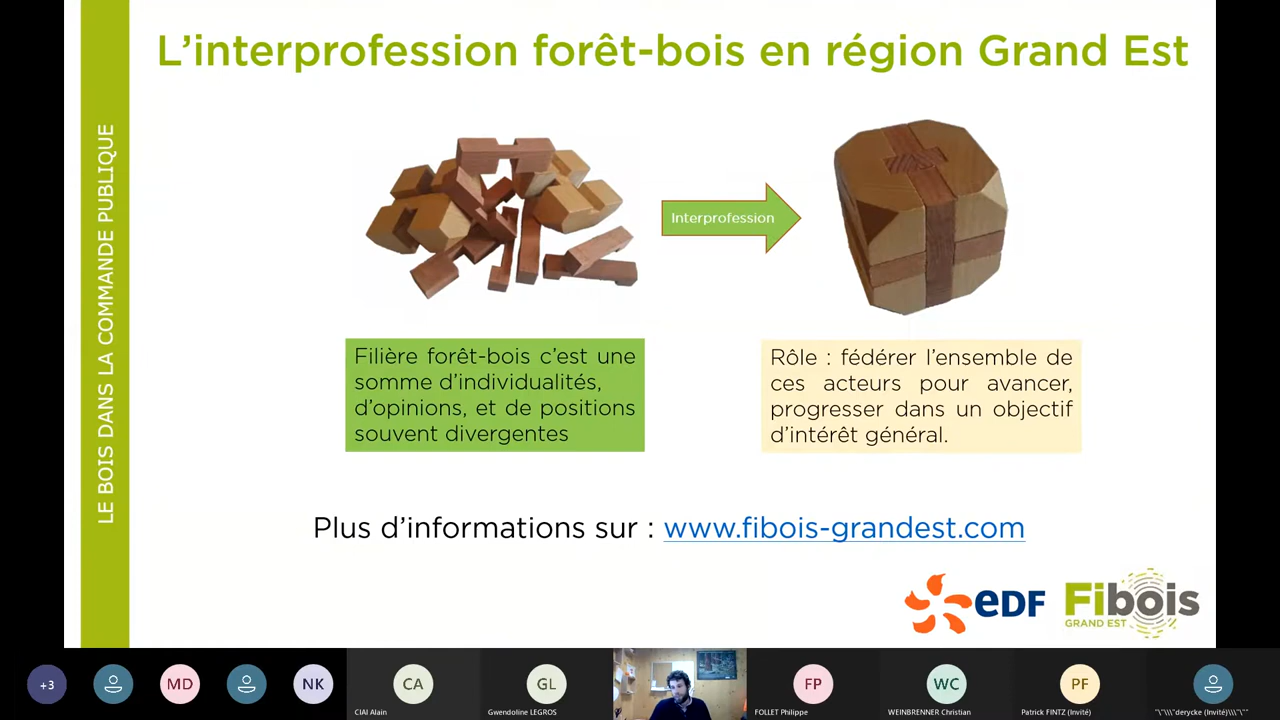 L'interprofession forêt-bois en région Grand Est
LE BOIS DANS LA COMMANDE PUBLIQUE
Interprofession
Filière forêt-bois c'est une
somme d'individualités,
d'opinions, et de positions
souvent divergentes
Rôle : fédérer l'ensemble de
ces acteurs pour avancer,
progresser dans un objectif
d'intérêt général.
Plus d'informations sur : www.fibois-grandest.com
eDF
Fibois
GRAND EST
+3
MD
NK
CA
CIAI Alain
GL
Gwendoline LEGROS
FP
FOLLET Philippe
WC
WEINBRENNER Christian
PF
Patrick FINTZ (Invité)
"\"\\\"derycke (Invité)\\\"\""